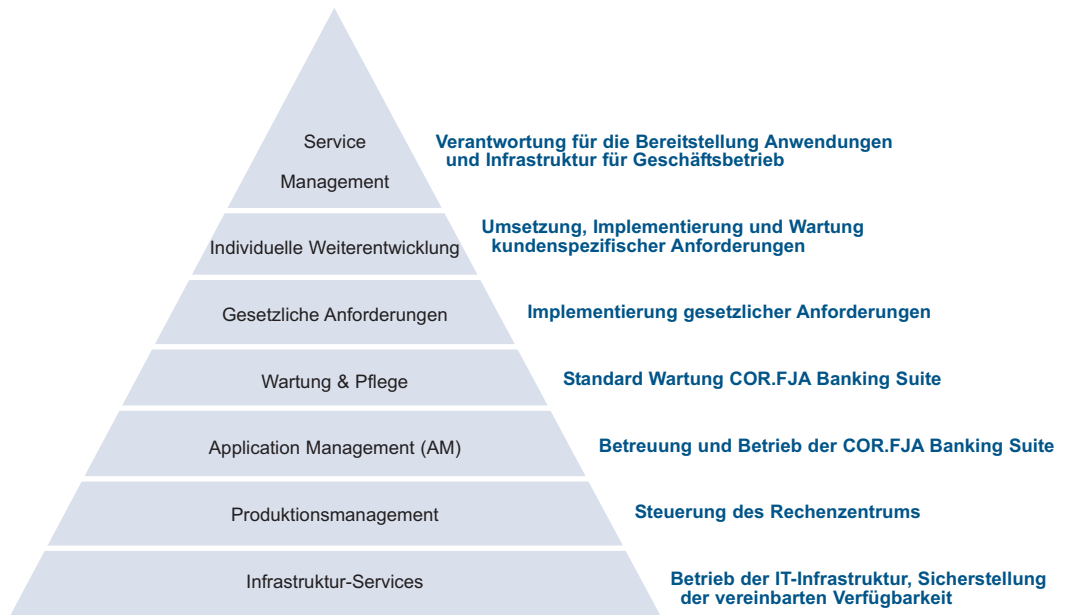 Service
Management
Verantwortung für die Bereitstellung Anwendungen
und Infrastruktur für Geschäftsbetrieb
Individuelle Weiterentwicklung
Umsetzung, Implementierung und Wartung
kundenspezifischer Anforderungen
Gesetzliche Anforderungen
Implementierung gesetzlicher Anforderungen
Wartung & Pflege
Standard Wartung COR.FJA Banking Suite
Application Management (AM)
Betreuung und Betrieb der COR.FJA Banking Suite
Produktionsmanagement
Steuerung des Rechenzentrums
Infrastruktur-Services
Betrieb der IT-Infrastruktur, Sicherstellung
der vereinbarten Verfügbarkeit